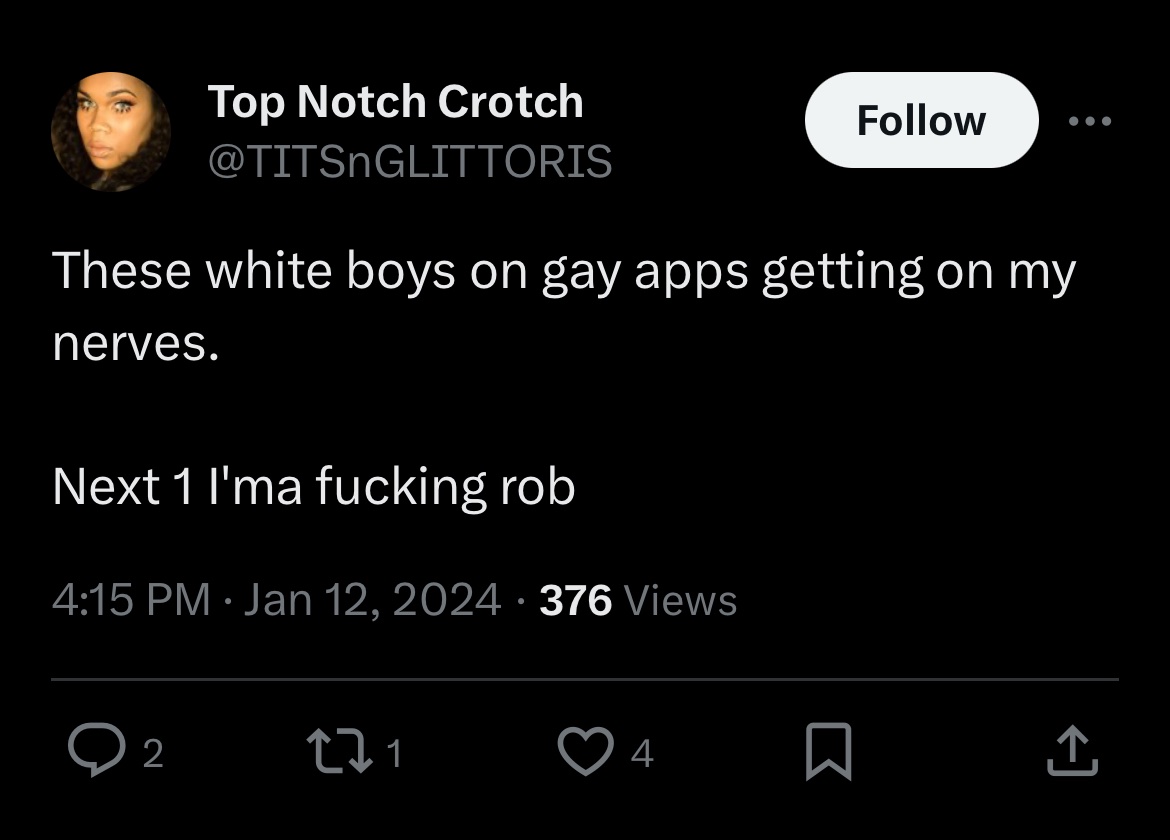 Top Notch Crotch
@TITSnGLITTORIS
Follow
These white boys on gay apps getting on my
nerves.
Next 1 I'ma fucking rob
4:15 PM · Jan 12, 2024 · 376 Views
2
1
4